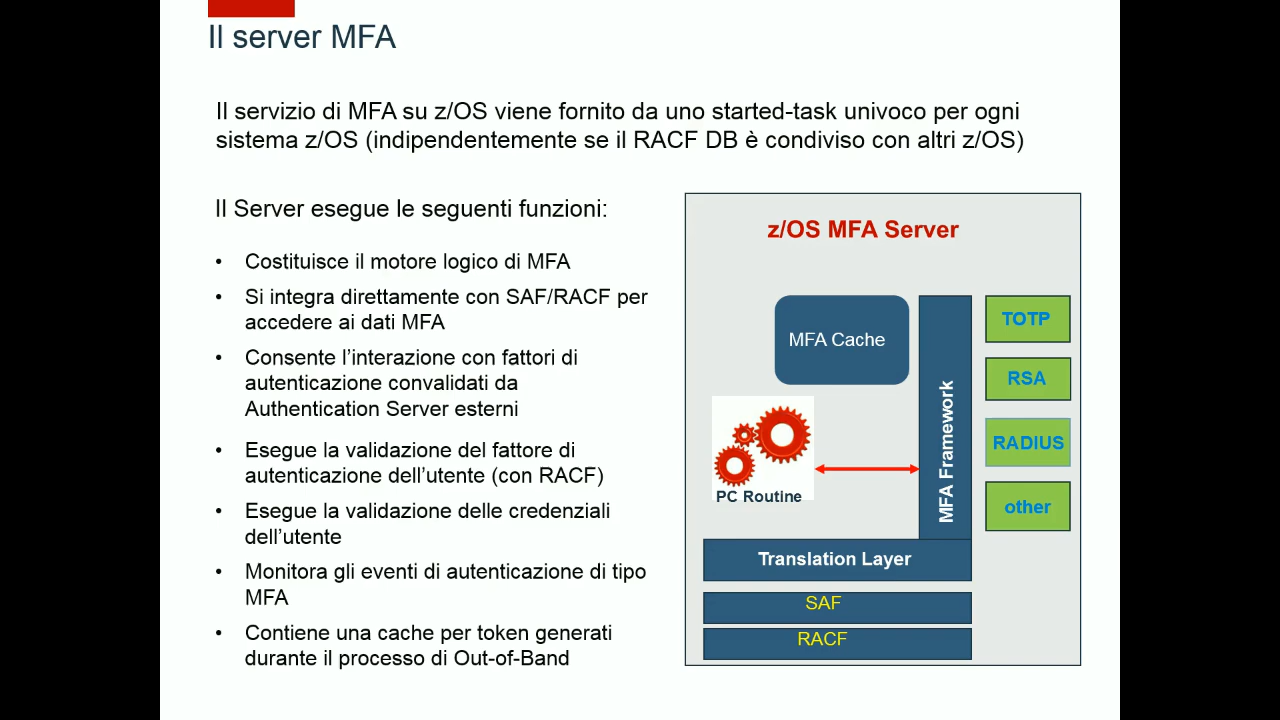 Il server MFA
Il servizio di MFA su z/OS viene fornito da uno started-task univoco per ogni
sistema z/OS (indipendentemente se il RACF DB è condiviso con altri z/OS)
Il Server esegue le seguenti funzioni:
• Costituisce il motore logico di MFA
• Si integra direttamente con SAF/RACF per
accedere ai dati MFA
• Consente l’interazione con fattori di
autenticazione convalidati da
Authentication Server esterni
• Esegue la validazione del fattore di
autenticazione dell’utente (con RACF)
• Esegue la validazione delle credenziali
dell’utente
• Monitora gli eventi di autenticazione di tipo
MFA
• Contiene una cache per token generati
durante il processo di Out-of-Band
z/OS MFA Server
MFA Cache
PC Routine
MFA Framework
TOTP
RSA
RADIUS
other
Translation Layer
SAF
RACF